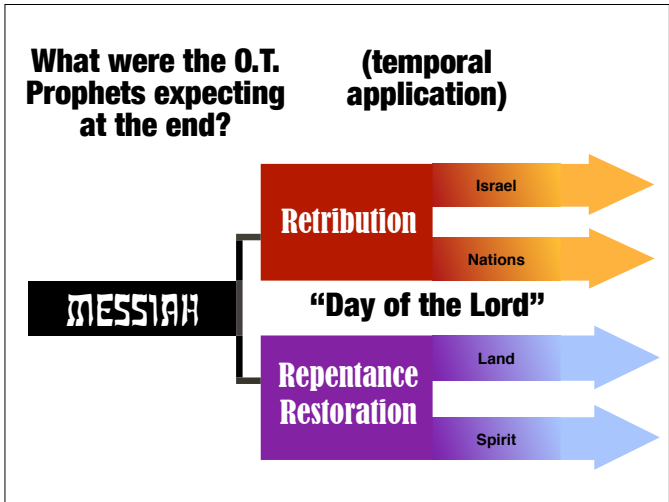 What were the O.T.
Prophets expecting
at the end?
(temporal
application)
Israel
Retribution
Nations
MESSIAH
“Day of the Lord”
Land
Repentance
Restoration
Spirit